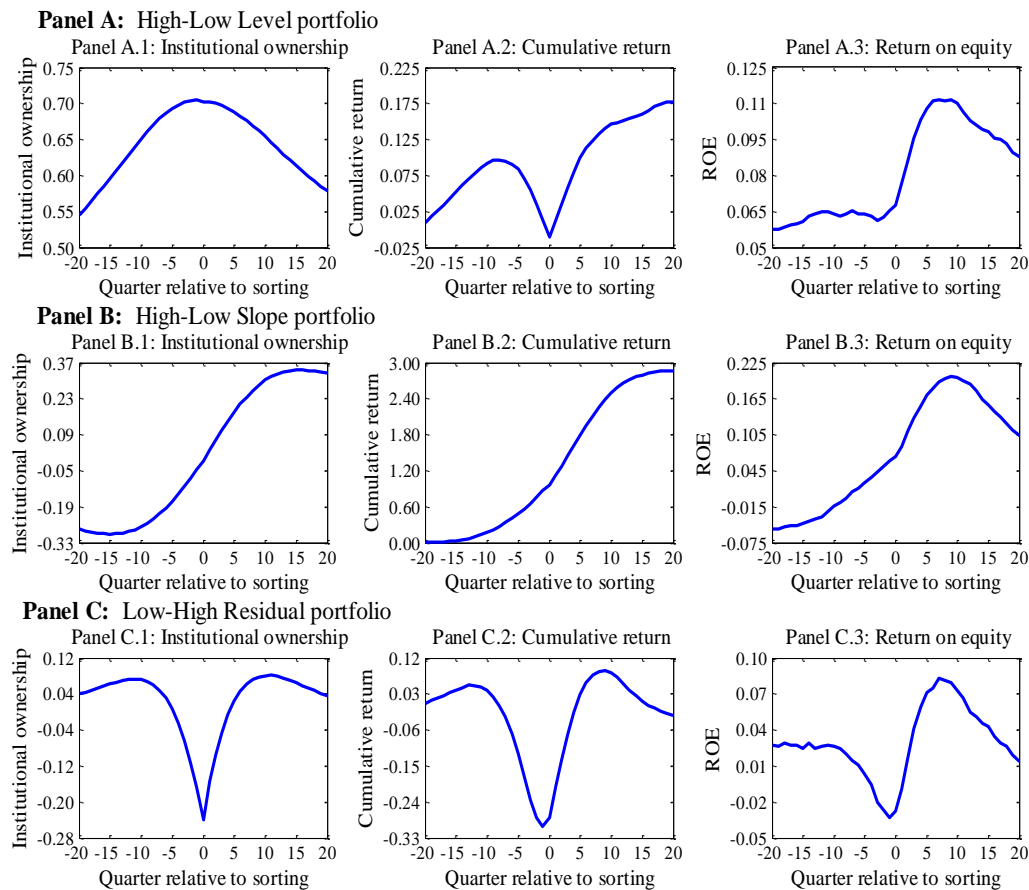 Panel A: High-Low Level portfolio
Panel A.1: Institutional ownership
Institutional ownership
0.75
0.70
0.65
0.60
0.55
0.50
-20 -15 -10 -5 0 5 10 15 20
Quarter relative to sorting
Panel A.2: Cumulative return
Cumulative return
0.225
0.175
0.125
0.075
0.025
-0.025
-20 -15 -10 -5 0 5 10 15 20
Quarter relative to sorting
Panel A.3: Return on equity
ROE
0.125
0.11
0.095
0.08
0.065
0.05
-20 -15 -10 -5 0 5 10 15 20
Quarter relative to sorting
Panel B: High-Low Slope portfolio
Panel B.1: Institutional ownership
Institutional ownership
0.37
0.23
0.09
-0.05
-0.19
-0.33
-20 -15 -10 -5 0 5 10 15 20
Quarter relative to sorting
Panel B.2: Cumulative return
Cumulative return
3.00
2.40
1.80
1.20
0.60
0.00
-20 -15 -10 -5 0 5 10 15 20
Quarter relative to sorting
Panel B.3: Return on equity
ROE
0.225
0.165
0.105
0.045
-0.015
-0.075
-20 -15 -10 -5 0 5 10 15 20
Quarter relative to sorting
Panel C: Low-High Residual portfolio
Panel C.1: Institutional ownership
Institutional ownership
0.12
0.04
-0.04
-0.12
-0.20
-0.28
-20 -15 -10 -5 0 5 10 15 20
Quarter relative to sorting
Panel C.2: Cumulative return
Cumulative return
0.12
0.03
-0.06
-0.15
-0.24
-0.33
-20 -15 -10 -5 0 5 10 15 20
Quarter relative to sorting
Panel C.3: Return on equity
ROE
0.10
0.07
0.04
0.01
-0.02
-0.05
-20 -15 -10 -5 0 5 10 15 20
Quarter relative to sorting